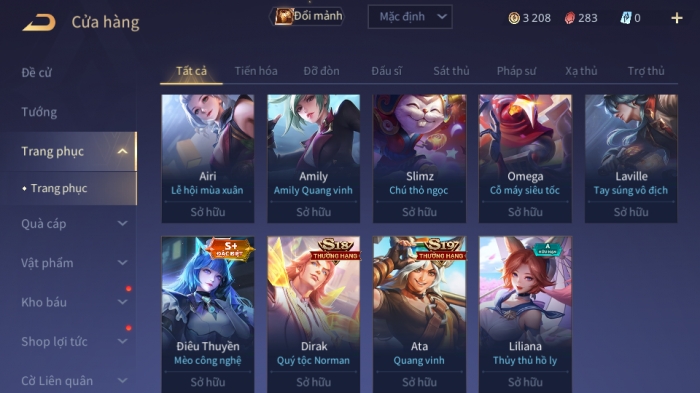 Cửa hàng
Đổi mảnh
Mặc định
3 208
283
0
Đề cử
Tướng
Trang phục
Trang phục
Quà cáp
Vật phẩm
Kho báu
Shop lợi tức
Cờ Liên quân
Tất cả
Tiến hóa
Đỡ đòn
Đấu sĩ
Sát thủ
Pháp sư
Xạ thủ
Trợ thủ
Airi
Lễ hội mùa xuân
Sở hữu
Amily
Amily Quang vinh
Sở hữu
Slimz
Chú thỏ ngọc
Sở hữu
Omega
Cỗ máy siêu tốc
Sở hữu
Laville
Tay súng vô địch
Sở hữu
S+
ĐẶC BIỆT
Điêu Thuyền
Mèo công nghệ
Sở hữu
S18
THƯỞNG HẠNG
Dirak
Quý tộc Norman
Sở hữu
S19
THƯỞNG HẠNG
Ata
Quang vinh
Sở hữu
A
Liliana
Thủy thủ hồ ly
Sở hữu